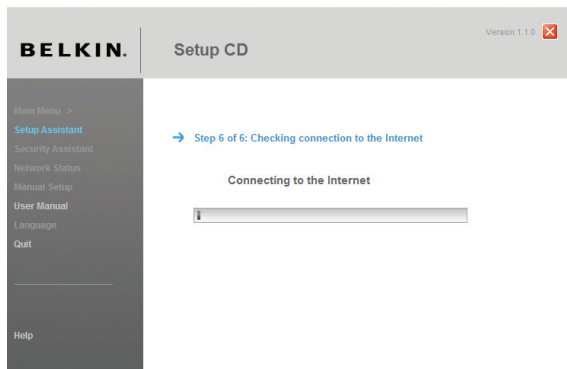 BELKIN.
Setup CD
Version 1.1.0
Main Menu >
Setup Assistant
Security Assistant
Network Status
Manual Setup
User Manual
Language
Quit
Help
Step 6 of 6: Checking connection to the Internet
Connecting to the Internet